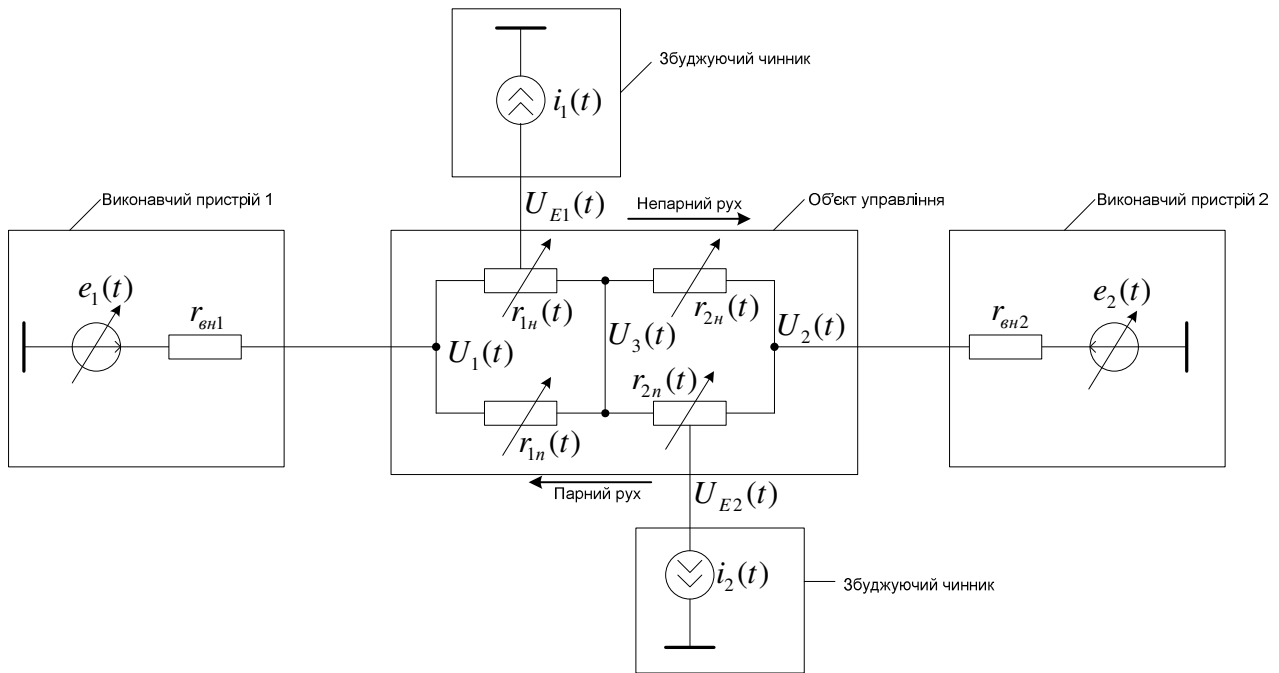 Збуджуючий чинник
i₁(t)
U_E1(t)
Непарний рух
Виконавчий пристрій 1
Об'єкт управління
Виконавчий пристрій 2
e₁(t)
r_вн1
r_1н(t)
r_2н(t)
U₁(t)
U₃(t)
U₂(t)
r_вн2
e₂(t)
r_2п(t)
r_1п(t)
Парний рух
U_E2(t)
i₂(t)
Збуджуючий чинник